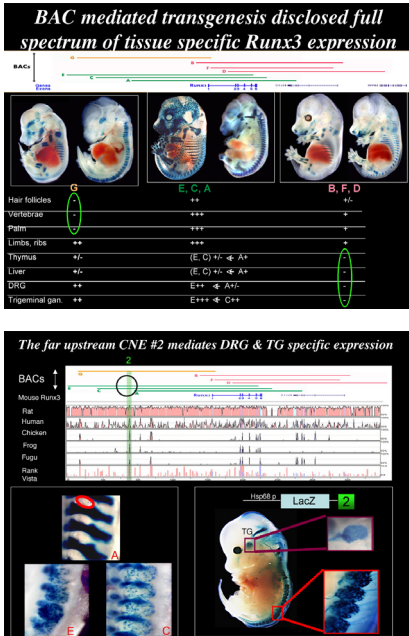 BAC mediated transgenesis disclosed full
spectrum of tissue specific Runx3 expression
BACs
G
B
F
D
E
C
A
Runx3
G
E, C, A
B, F, D
Hair follicles - ++ +/-
Vertebrae - +++ +
Palm - +++ +
Limbs, ribs ++ +++ +
Thymus +/- (E, C) +/- < A+ -
Liver +/- (E, C) +/- < A+ -
DRG ++ E++ < A+/- -
Trigeminal gan. ++ E+++ < C++ -
The far upstream CNE #2 mediates DRG & TG specific expression
2
BACs
Mouse Runx3
Rat
Human
Chicken
Frog
Fugu
Rank
Vista
A
E
C
Hsp68 p
LacZ
2
TG